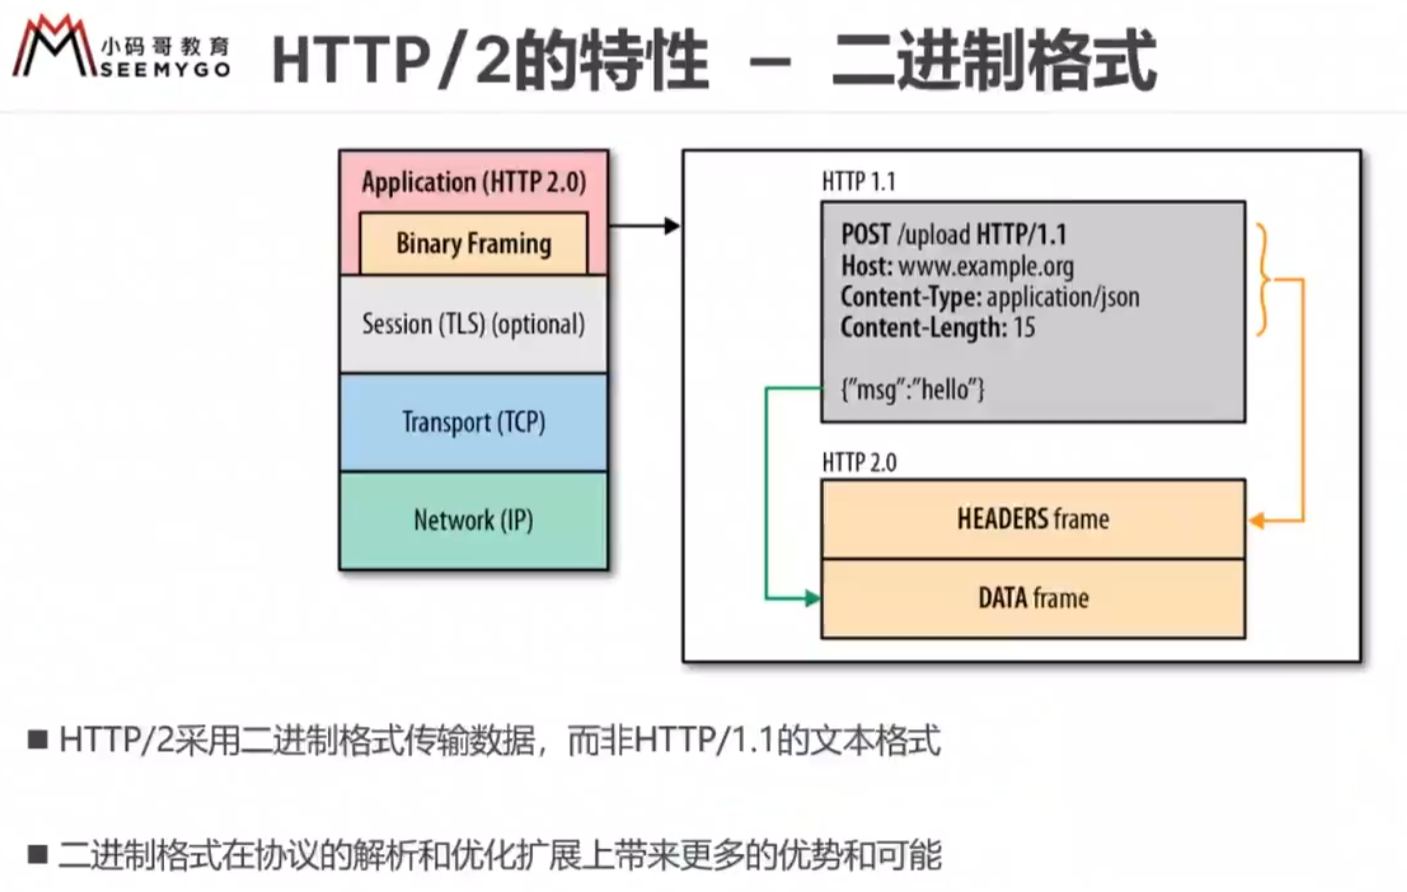 小码哥教育
SEEMYGO
HTTP/2的特性 – 二进制格式
Application (HTTP 2.0)
Binary Framing
Session (TLS) (optional)
Transport (TCP)
Network (IP)
HTTP 1.1
POST /upload HTTP/1.1
Host: www.example.org
Content-Type: application/json
Content-Length: 15
{"msg":"hello"}
HTTP 2.0
HEADERS frame
DATA frame
■ HTTP/2采用二进制格式传输数据，而非HTTP/1.1的文本格式
■ 二进制格式在协议的解析和优化扩展上带来更多的优势和可能